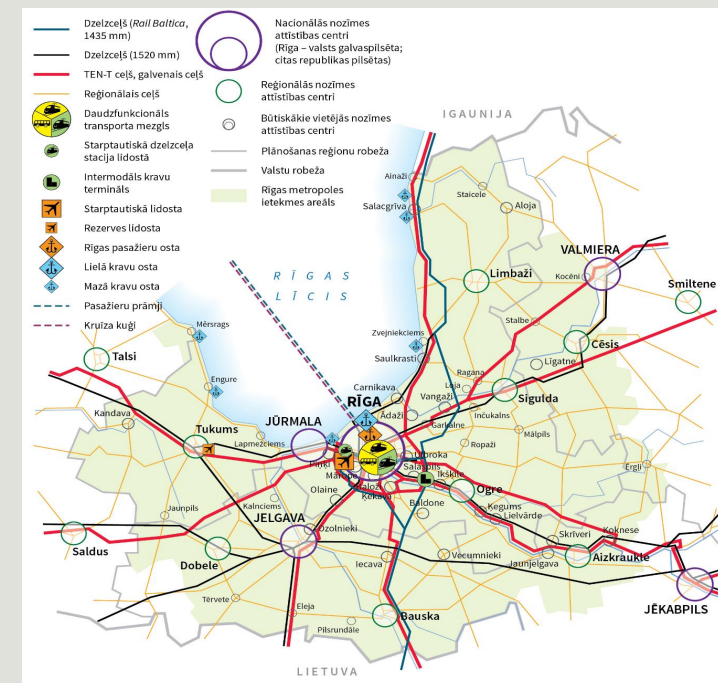 Dzelzceļš (Rail Baltica,
1435 mm)
Dzelzceļš (1520 mm)
TEN-T ceļš, galvenais ceļš
Reģionālais ceļš
Daudzfunkcionāls
transporta mezgls
Starptautiskā dzelzceļa
stacija lidostā
Intermodāls kravu
termināls
Starptautiskā lidosta
Rezerves lidosta
Rīgas pasažieru osta
Lielā kravu osta
Mazā kravu osta
Pasažieru prāmji
Kruīza kuģi
Nacionālās nozīmes
attīstības centri
(Rīga – valsts galvaspilsēta;
citas republikas pilsētas)
Reģionālās nozīmes
attīstības centri
Būtiskākie vietējās nozīmes
attīstības centri
Plānošanas reģionu robeža
Valstu robeža
Rīgas metropoles
ietekmes areāls
IGAUNIJA
Ainaži
Staicele
Salacgrīva
Aloja
VALMIERA
RĪGAS
LĪCIS
Limbaži
Kocēni
Smiltene
Mērsrags
Stalbe
Zvejniekciems
Cēsis
Talsi
Saulkrasti
Līgatne
Engure
Ragana
Carnikava
Lēja
Sigulda
RĪGA
Vangaži
Kandava
Ādaži
Inčukalns
JŪRMALA
Garkalne
Tukums
Mālpils
Lapmežciems
Ropaži
Ulbroka
Piņķi
Salaspils
Ērgli
Mārupe
Ikšķile
Olaine
Baloži
Ogre
Ķekava
Jaunpils
Kalnciems
Baldone
Ķegums
Lielvārde
JELGAVA
Ozolnieki
Koknese
Saldus
Skrīveri
Dobele
Iecava
Vecumnieki
Jaunjelgava
Aizkraukle
Tērvete
Eleja
JĒKABPILS
Bauska
Pilsrundāle
LIETUVA